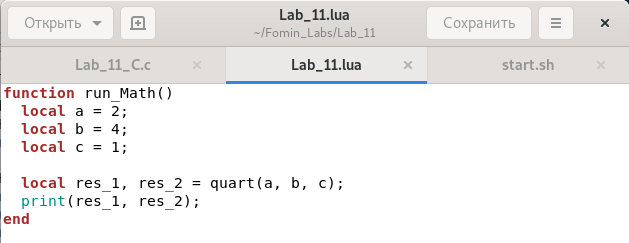 Открыть
Lab_11.lua
~/Fomin_Labs/Lab_11
Сохранить
Lab_11_C.c
Lab_11.lua
start.sh
function run_Math()
  local a = 2;
  local b = 4;
  local c = 1;

  local res_1, res_2 = quart(a, b, c);
  print(res_1, res_2);
end